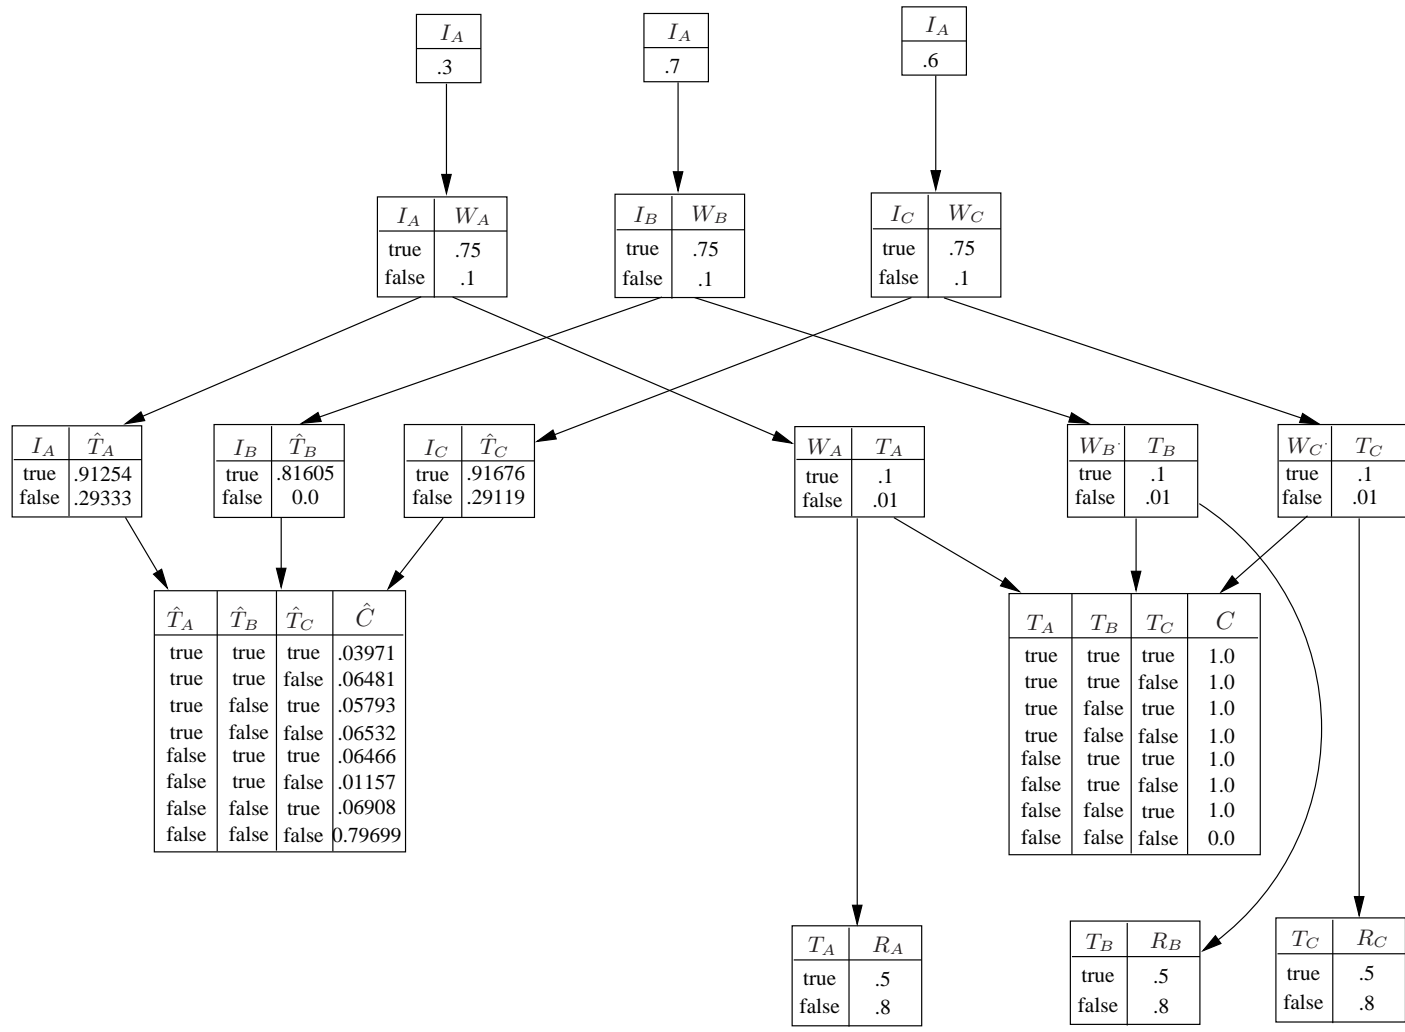 I_A
.3
I_A
.7
I_A
.6
I_A W_A
true .75
false .1
I_B W_B
true .75
false .1
I_C W_C
true .75
false .1
I_A T̂_A
true .91254
false .29333
I_B T̂_B
true .81605
false 0.0
I_C T̂_C
true .91676
false .29119
W_A T_A
true .1
false .01
W_B· T_B
true .1
false .01
W_C· T_C
true .1
false .01
T̂_A T̂_B T̂_C Ĉ
true true true .03971
true true false .06481
true false true .05793
true false false .06532
false true true .06466
false true false .01157
false false true .06908
false false false 0.79699
T_A T_B T_C C
true true true 1.0
true true false 1.0
true false true 1.0
true false false 1.0
false true true 1.0
false true false 1.0
false false true 1.0
false false false 0.0
T_A R_A
true .5
false .8
T_B R_B
true .5
false .8
T_C R_C
true .5
false .8